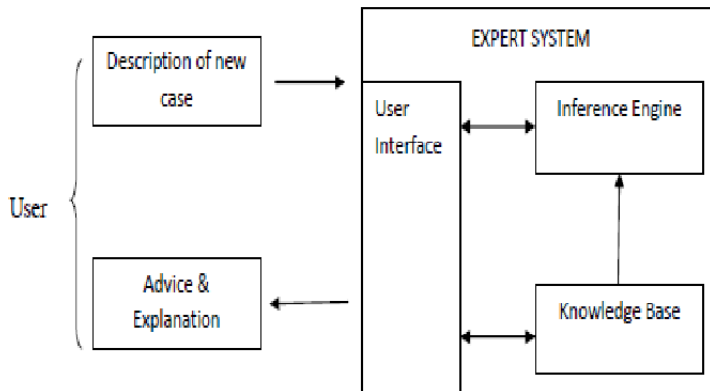 EXPERT SYSTEM
Description of new
case
User
Interface
Inference Engine
User
Advice &
Explanation
Knowledge Base